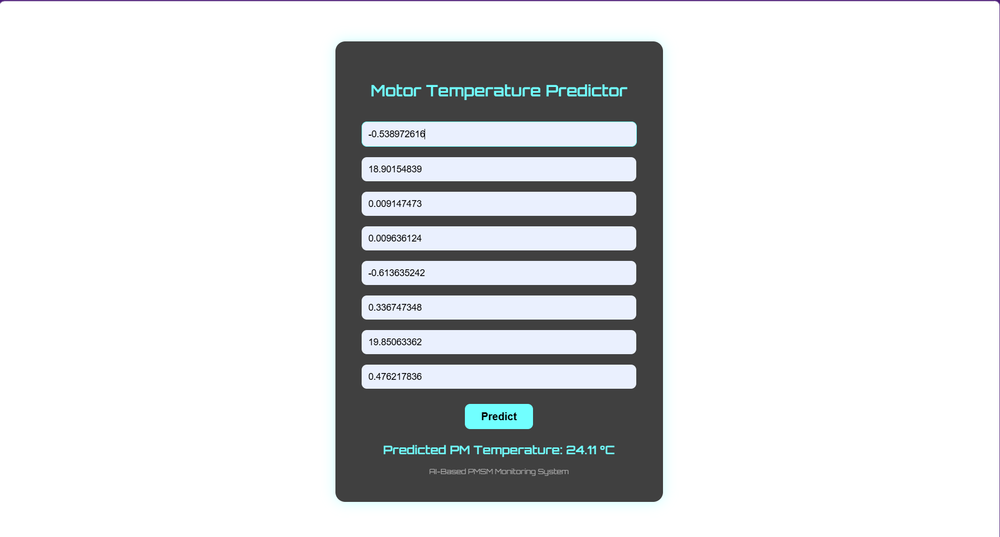 Motor Temperature Predictor
-0.538972616
18.90154839
0.009147473
0.009636124
-0.613635242
0.336747348
19.85063362
0.476217836
Predict
Predicted PM Temperature: 24.11 °C
AI-Based PMSM Monitoring System